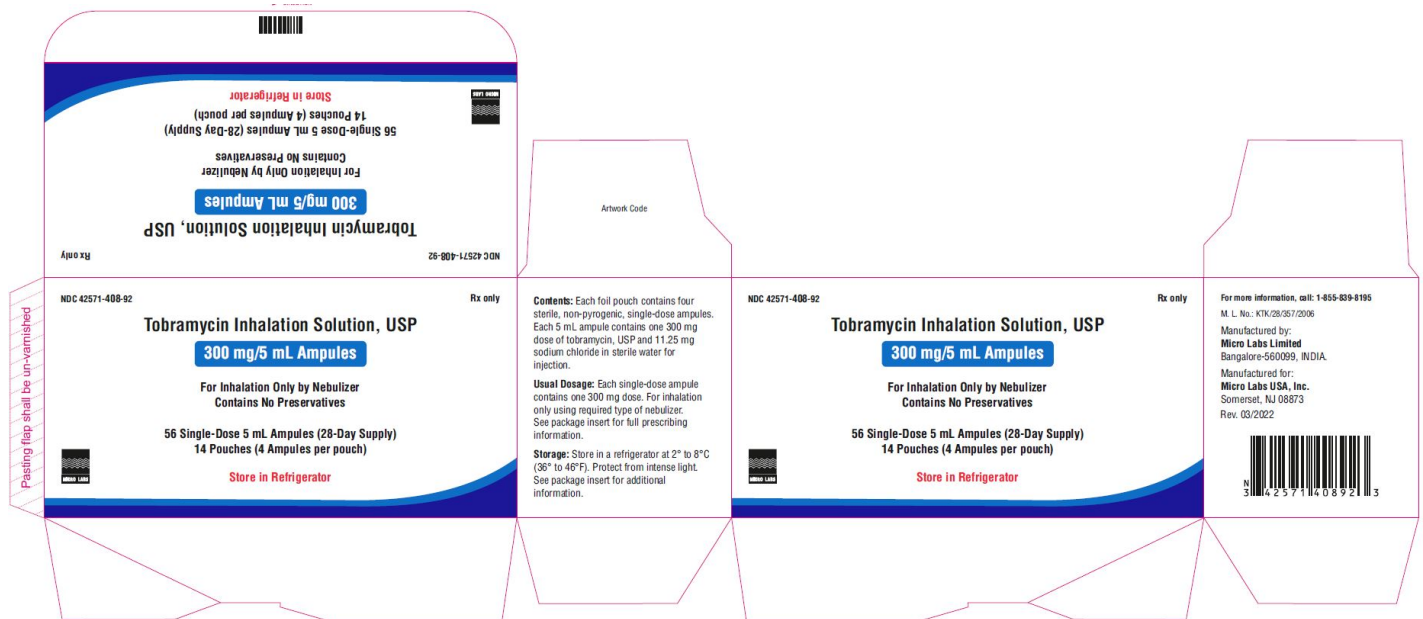 NDC 42571-408-92
Rx only
Tobramycin Inhalation Solution, USP
300 mg/5 mL Ampules
For Inhalation Only by Nebulizer
Contains No Preservatives
56 Single-Dose 5 mL Ampules (28-Day Supply)
14 Pouches (4 Ampules per pouch)
Store in Refrigerator
MICRO LABS
Artwork Code
Pasting flap shall be un-varnished
NDC 42571-408-92
Rx only
Tobramycin Inhalation Solution, USP
300 mg/5 mL Ampules
For Inhalation Only by Nebulizer
Contains No Preservatives
56 Single-Dose 5 mL Ampules (28-Day Supply)
14 Pouches (4 Ampules per pouch)
Store in Refrigerator
MICRO LABS
Contents: Each foil pouch contains four
sterile, non-pyrogenic, single-dose ampules.
Each 5 mL ampule contains one 300 mg
dose of tobramycin, USP and 11.25 mg
sodium chloride in sterile water for
injection.
Usual Dosage: Each single-dose ampule
contains one 300 mg dose. For inhalation
only using required type of nebulizer.
See package insert for full prescribing
information.
Storage: Store in a refrigerator at 2° to 8°C
(36° to 46°F). Protect from intense light.
See package insert for additional
information.
NDC 42571-408-92
Rx only
Tobramycin Inhalation Solution, USP
300 mg/5 mL Ampules
For Inhalation Only by Nebulizer
Contains No Preservatives
56 Single-Dose 5 mL Ampules (28-Day Supply)
14 Pouches (4 Ampules per pouch)
Store in Refrigerator
MICRO LABS
For more information, call: 1-855-839-8195
M. L. No.: KTK/28/357/2006
Manufactured by:
Micro Labs Limited
Bangalore-560099, INDIA.
Manufactured for:
Micro Labs USA, Inc.
Somerset, NJ 08873
Rev. 03/2022
N
3 42571 40892 3